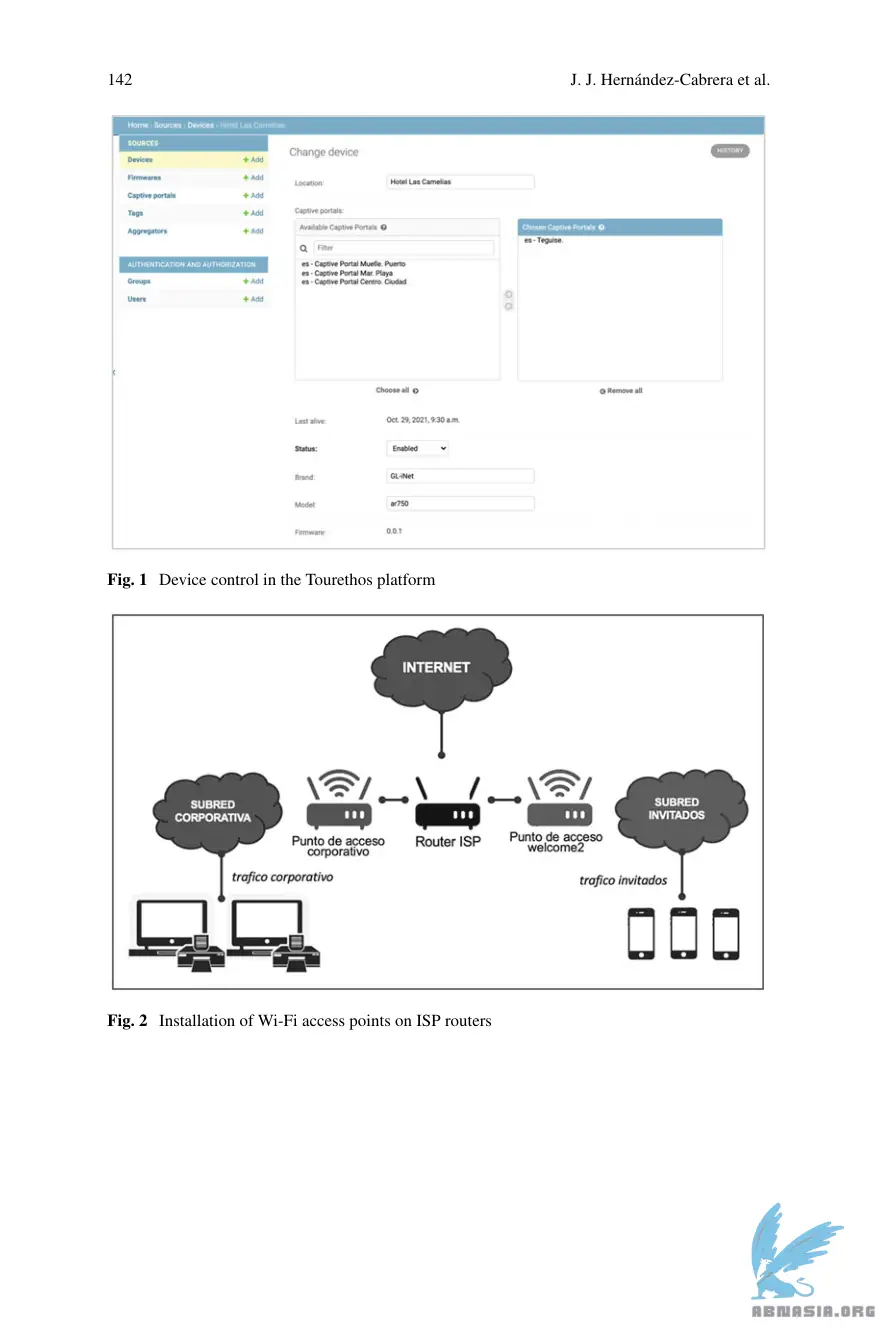 142 J. J. Hernández-Cabrera et al.
Home › Sources › Devices › Hotel Las Camelias
SOURCES
Devices + Add
Firmwares + Add
Captive portals + Add
Tags + Add
Aggregators + Add
AUTHENTICATION AND AUTHORIZATION
Groups + Add
Users + Add
Change device
HISTORY
Location: Hotel Las Camelias
Captive portals:
Available Captive Portals
Filter
es - Captive Portal Muelle. Puerto
es - Captive Portal Mar. Playa
es - Captive Portal Centro. Ciudad
Choose all
Chosen Captive Portals
es - Teguise.
Remove all
Last alive: Oct. 29, 2021, 9:30 a.m.
Status: Enabled
Brand: GL-iNet
Model: ar750
Firmware: 0.0.1
Fig. 1 Device control in the Tourethos platform
INTERNET
SUBRED
CORPORATIVA
Punto de acceso
corporativo
Router ISP
Punto de acceso
welcome2
SUBRED
INVITADOS
trafico corporativo
trafico invitados
Fig. 2 Installation of Wi-Fi access points on ISP routers
ABNASIA.ORG